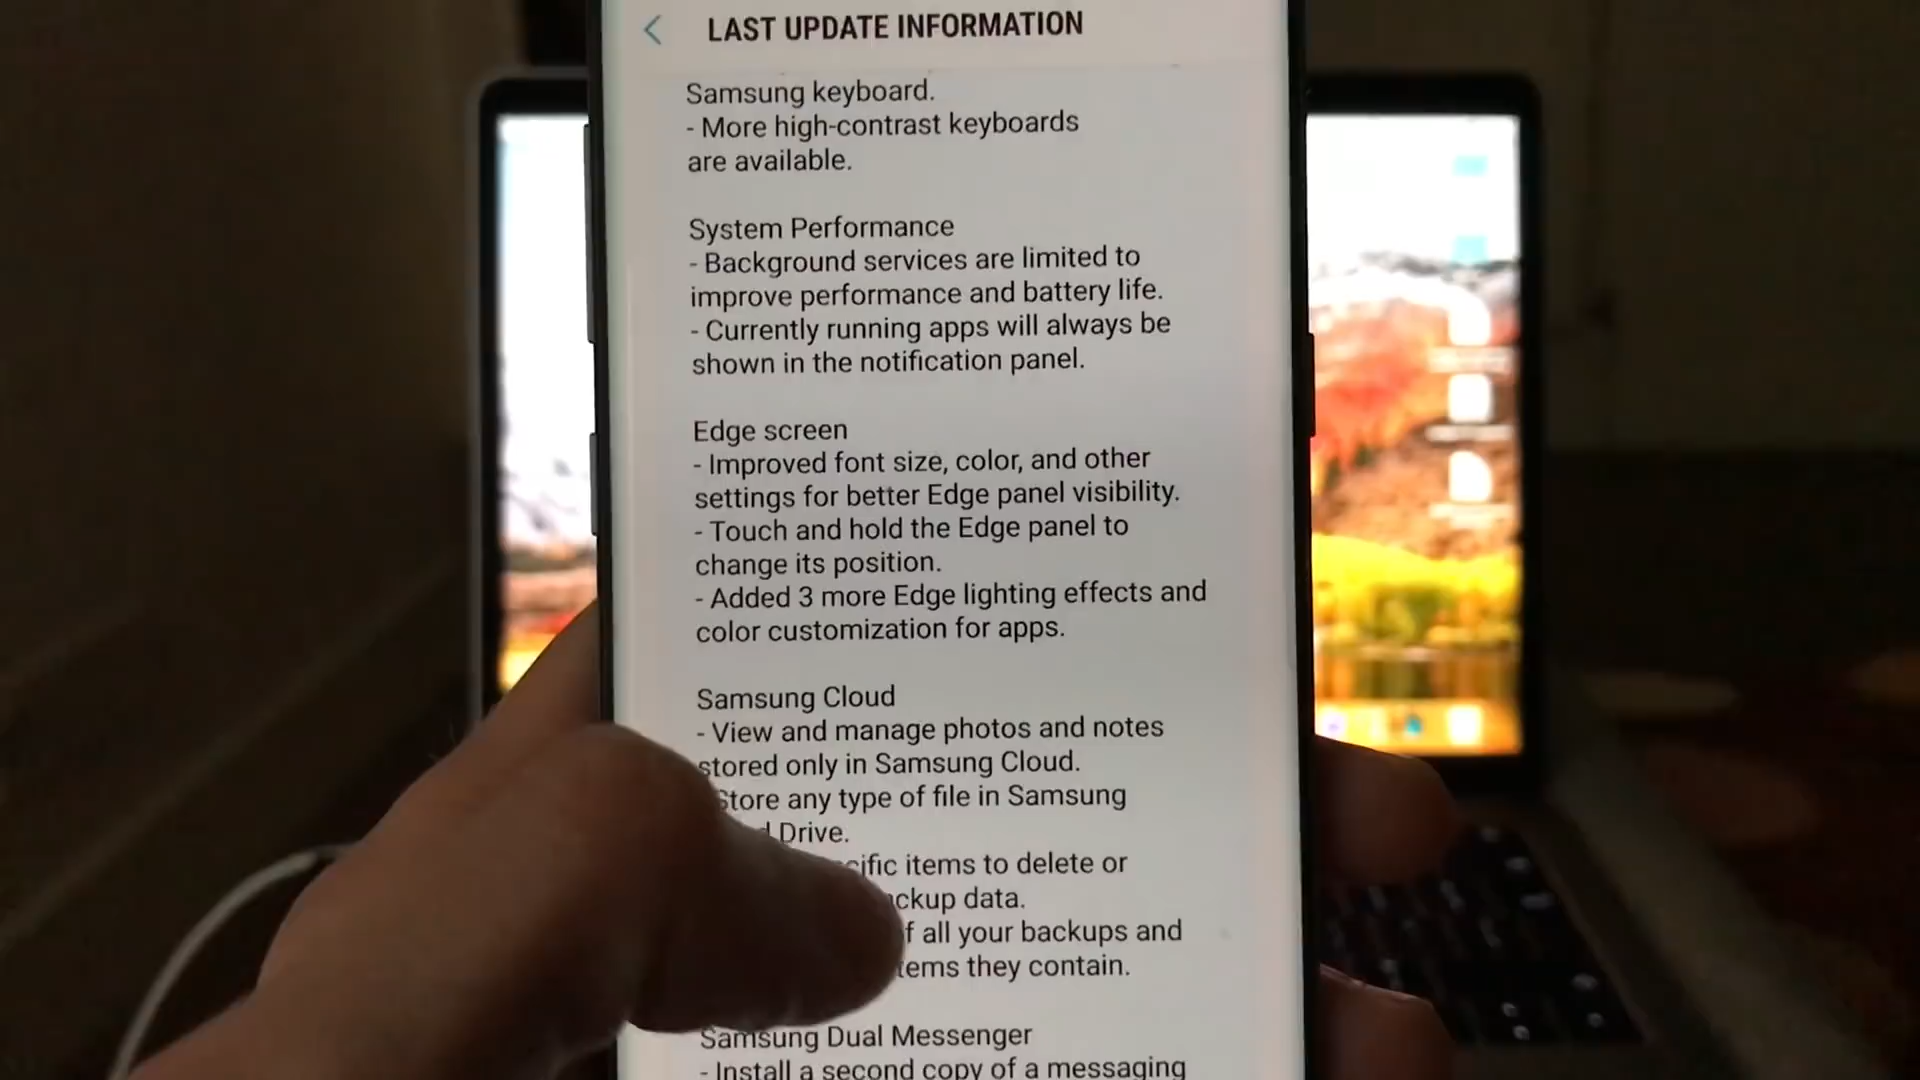 LAST UPDATE INFORMATION
Samsung keyboard.
- More high-contrast keyboards
are available.
System Performance
- Background services are limited to
improve performance and battery life.
- Currently running apps will always be
shown in the notification panel.
Edge screen
- Improved font size, color, and other
settings for better Edge panel visibility.
- Touch and hold the Edge panel to
change its position.
- Added 3 more Edge lighting effects and
color customization for apps.
Samsung Cloud
- View and manage photos and notes
stored only in Samsung Cloud.
Store any type of file in Samsung
Drive.
items to delete or
data.
all your backups and
they contain.
Samsung Dual Messenger
- Install a second copy of a messaging